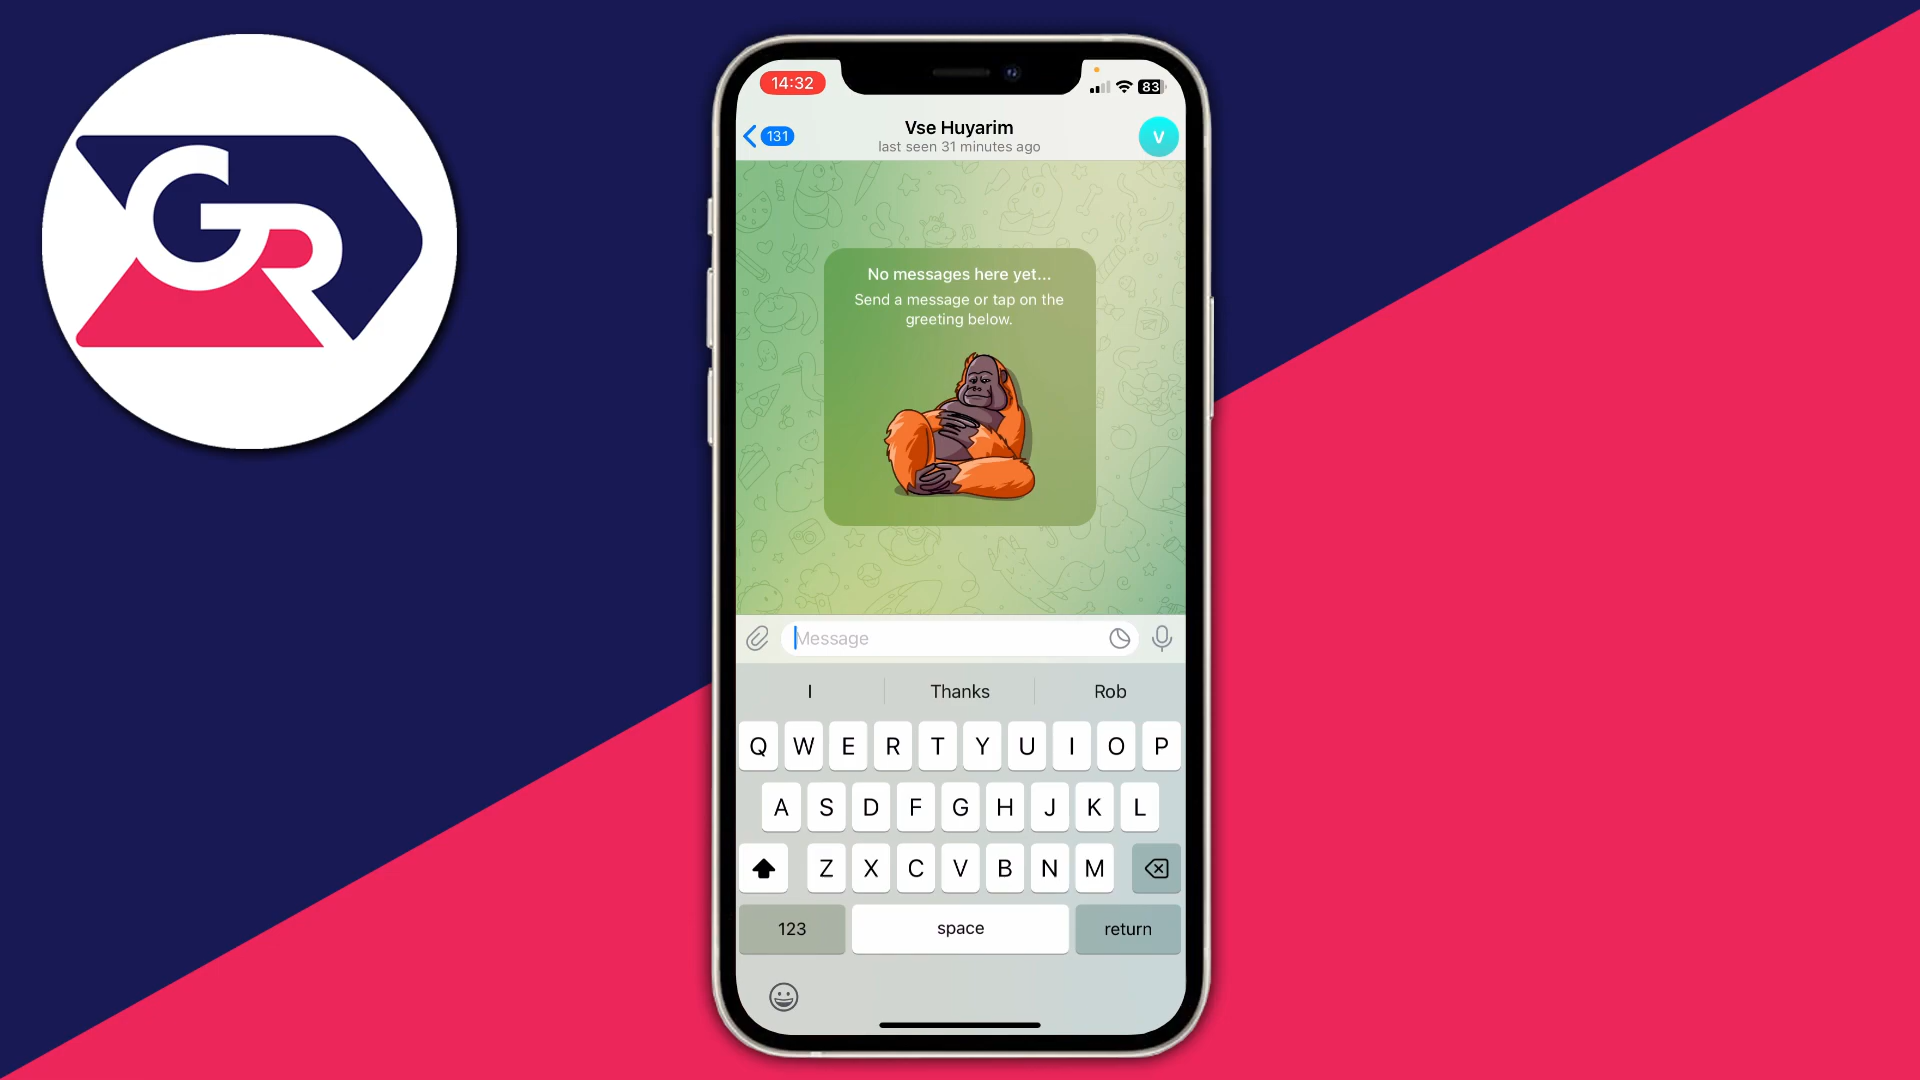 GR
14:32
83
131
Vse Huyarim
last seen 31 minutes ago
V
No messages here yet...
Send a message or tap on the
greeting below.
Message
I Thanks Rob
Q W E R T Y U I O P
A S D F G H J K L
Z X C V B N M
123 space return